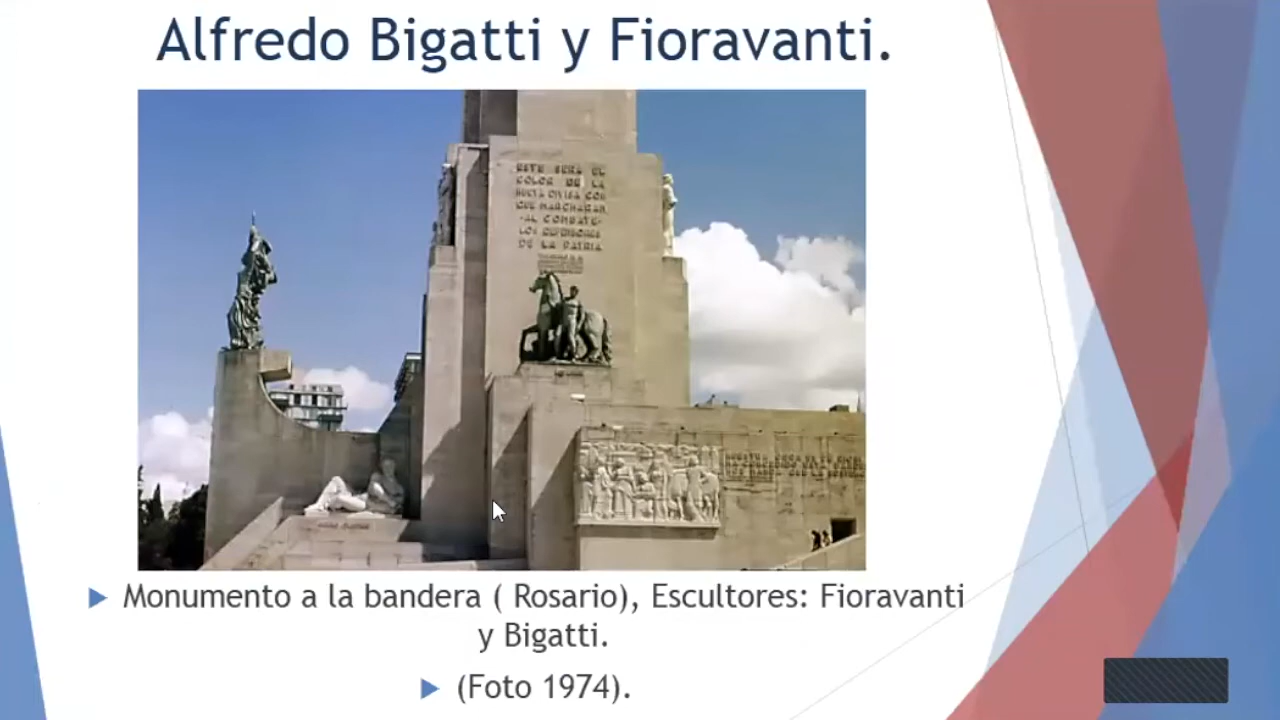 Alfredo Bigatti y Fioravanti.
ESTE SERA EL
COLOR DE LA
NUEVA DIVISA CON
QUE MARCHARAN
AL COMBATE
LOS DEFENSORES
DE LA PATRIA
Monumento a la bandera ( Rosario), Escultores: Fioravanti
y Bigatti.
(Foto 1974).